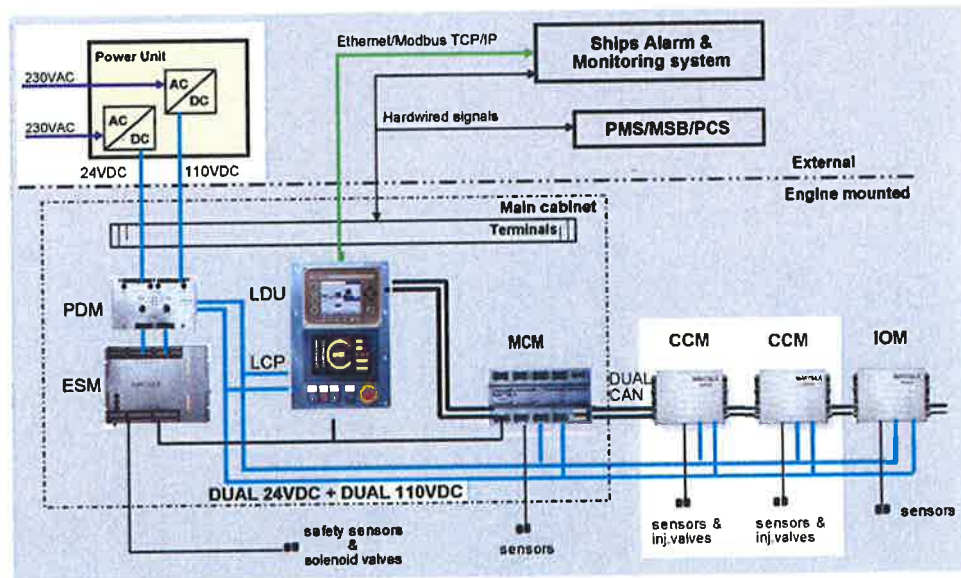 Power Unit
230VAC
AC
DC
230VAC
AC
DC
24VDC
110VDC
Ethernet/Modbus TCP/IP
Ships Alarm &
Monitoring system
Hardwired signals
PMS/MSB/PCS
External
Engine mounted
Main cabinet
Terminals
PDM
LDU
ESM
LCP
MCM
CCM
CCM
IOM
DUAL
CAN
DUAL 24VDC + DUAL 110VDC
safety sensors
&
solenoid valves
sensors
sensors &
inj.valves
sensors &
inj.valves
sensors